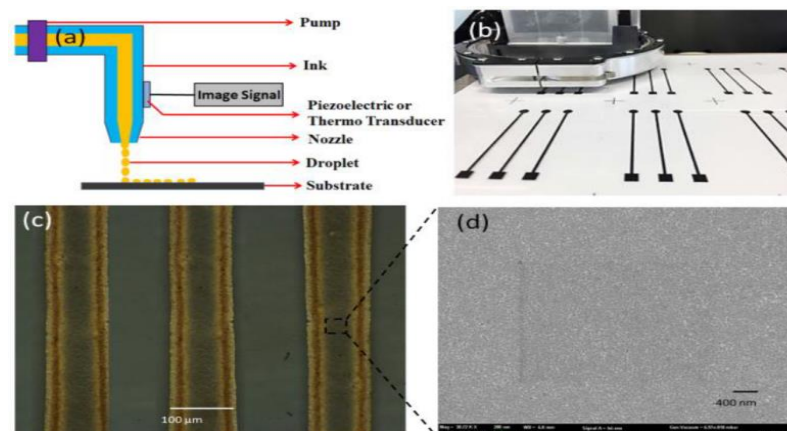 (a)
Pump
Ink
Image Signal
Piezoelectric or
Thermo Transducer
Nozzle
Droplet
Substrate
(b)
(c)
100 µm
(d)
400 nm